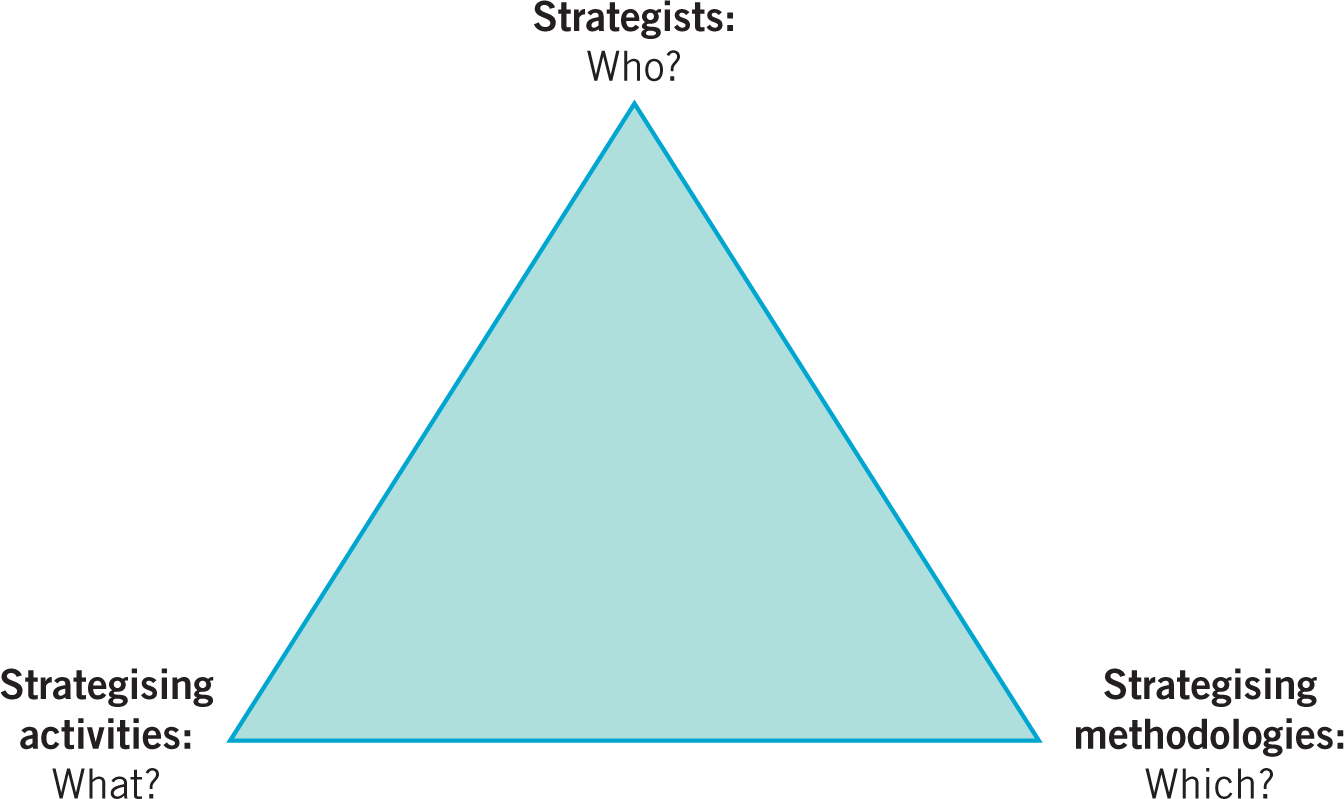 Strategists:
Who?
Strategising
activities:
What?
Strategising
methodologies:
Which?